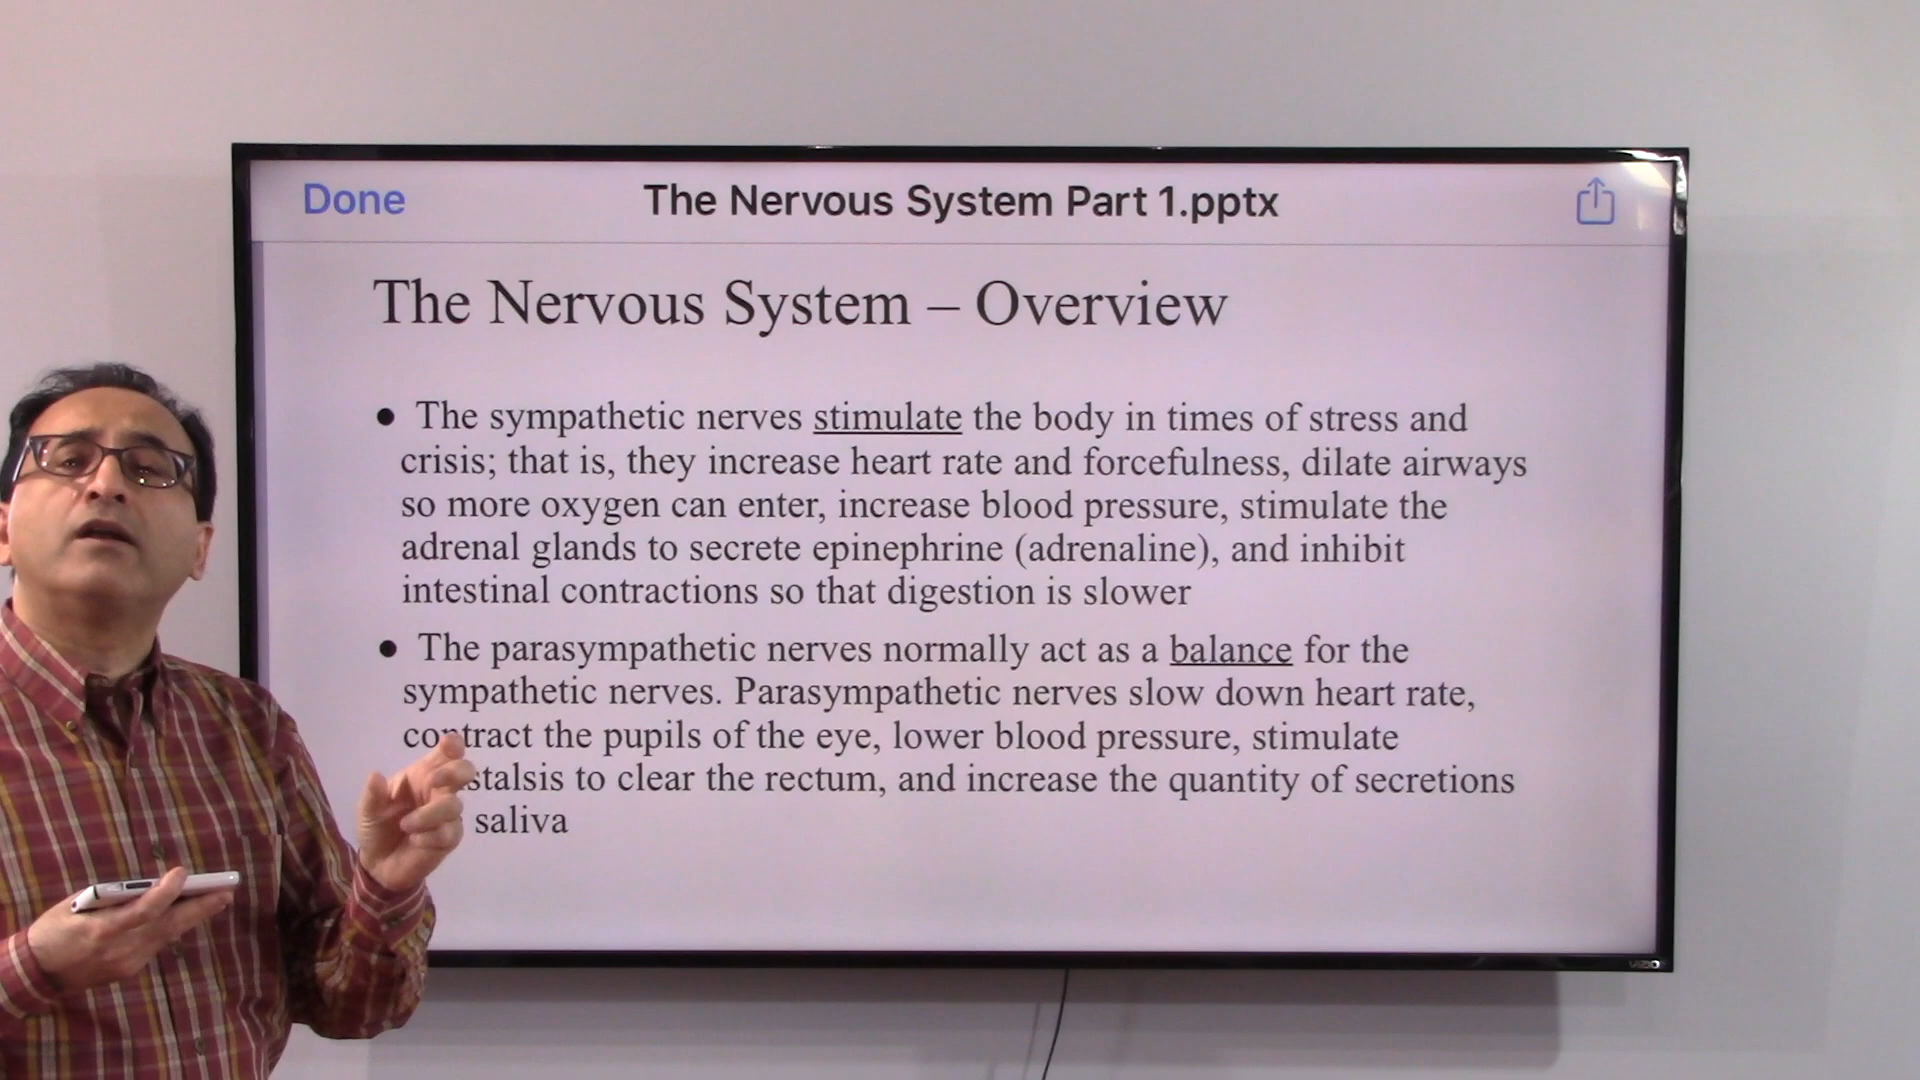 Done
The Nervous System Part 1.pptx
The Nervous System – Overview
● The sympathetic nerves stimulate the body in times of stress and
crisis; that is, they increase heart rate and forcefulness, dilate airways
so more oxygen can enter, increase blood pressure, stimulate the
adrenal glands to secrete epinephrine (adrenaline), and inhibit
intestinal contractions so that digestion is slower
● The parasympathetic nerves normally act as a balance for the
sympathetic nerves. Parasympathetic nerves slow down heart rate,
contract the pupils of the eye, lower blood pressure, stimulate
stalsis to clear the rectum, and increase the quantity of secretions
saliva
VIZIO